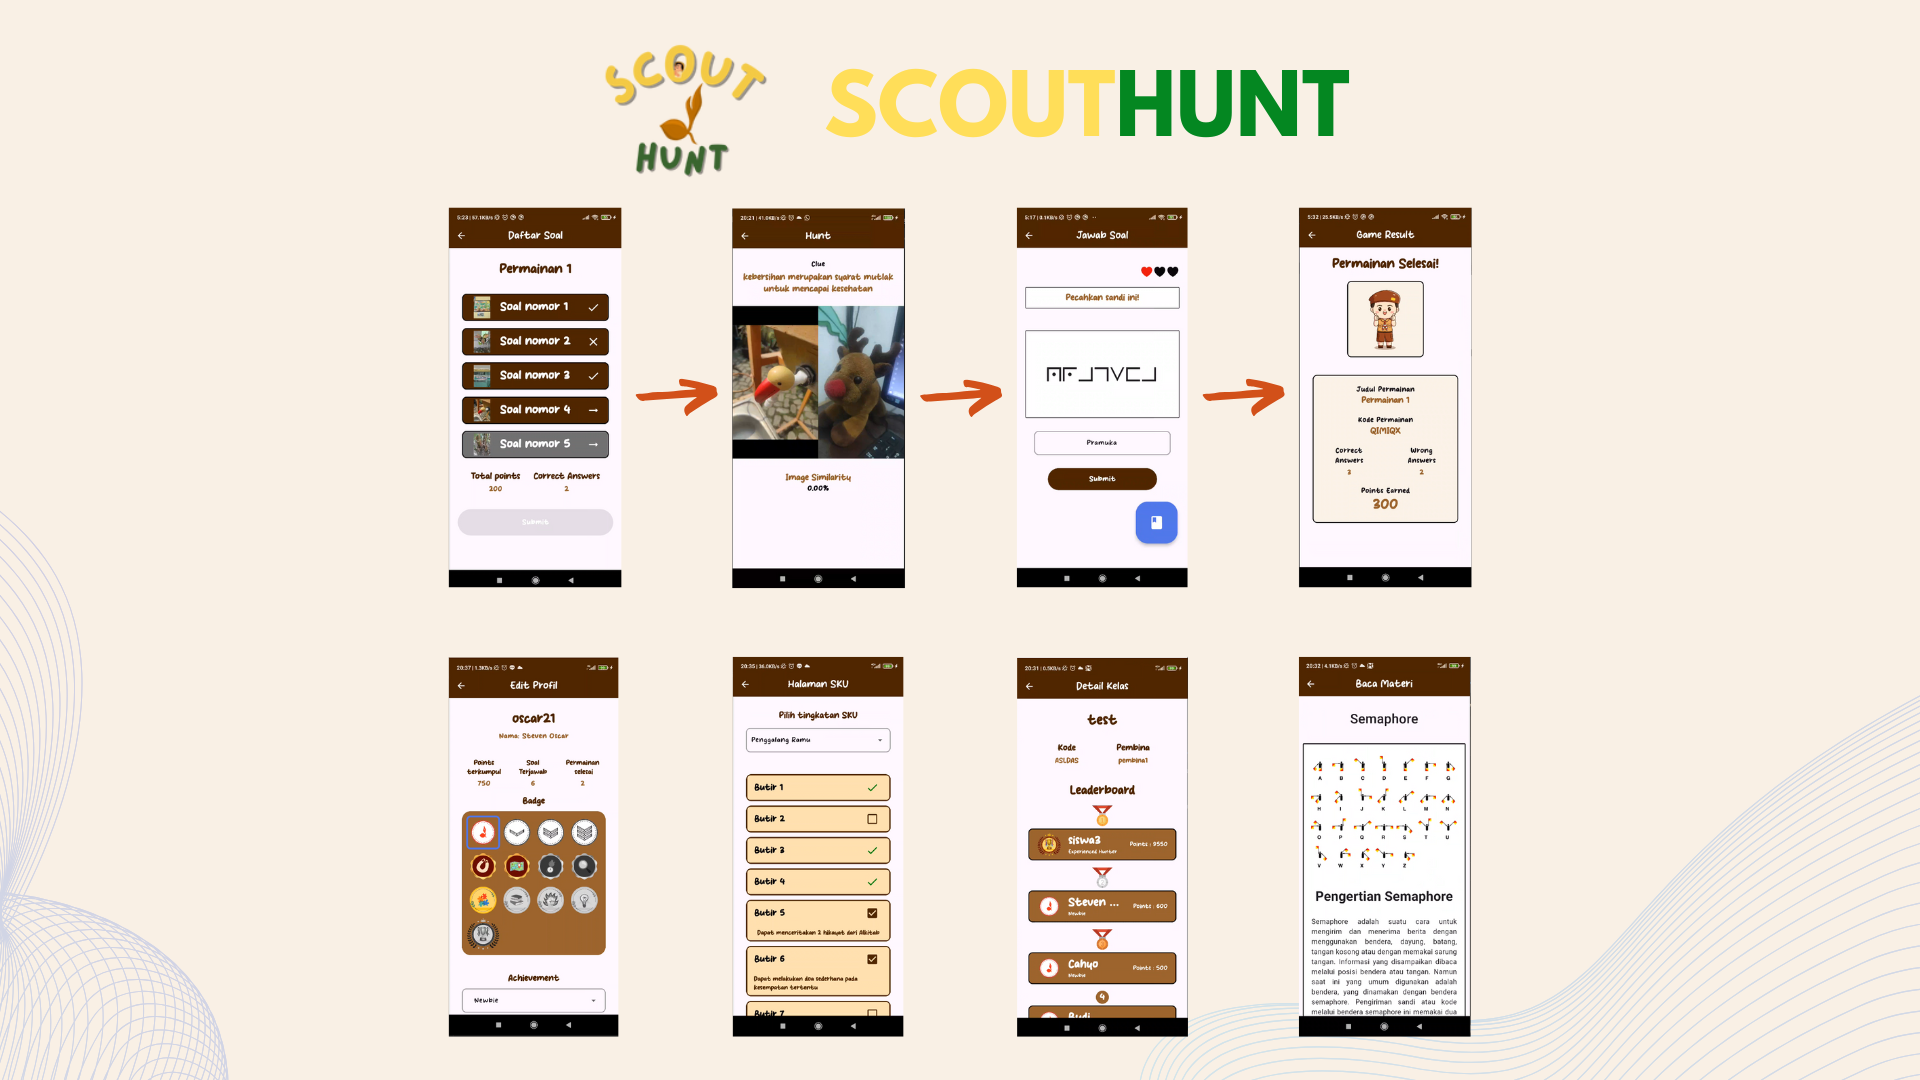 SCOUT
HUNT
SCOUTHUNT
Daftar Soal
Permainan 1
Soal nomor 1
Soal nomor 2
Soal nomor 3
Soal nomor 4
Soal nomor 5
Total points
Correct Answers
200
2
Submit
Hunt
Clue
kebersihan merupakan syarat mutlak
untuk mencapai kesehatan
Image Similarity
0.00%
Jawab Soal
Pecahkan sandi ini!
Pramuka
Submit
Game Result
Permainan Selesai!
Judul Permainan
Permainan 1
Kode Permainan
QIMIQX
Correct
Answers
Wrong
Answers
3
2
Points Earned
300
Edit Profil
oscar21
Nama: Steven Oscar
Points
terkumpul
Soal
Terjawab
Permainan
selesai
750
6
2
Badge
Achievement
Newbie
Halaman SKU
Pilih tingkatan SKU
Penggalang Ramu
Butir 1
Butir 2
Butir 3
Butir 4
Butir 5
Dapat menceritakan 2 hikayat dari Alkitab
Butir 6
Dapat melakukan doa sederhana pada
kesempatan tertentu
Butir 7
Detail Kelas
test
Kode
Pembina
ASLDAS
pembina1
Leaderboard
siswa3
Experienced Hunter
Points : 9550
Steven ...
Newbie
Points : 600
Cahyo
Newbie
Points : 500
4
Budi
Baca Materi
Semaphore
A B C D E F G
H I J K L M N
O P Q R S T U
V W X Y Z
Pengertian Semaphore
Semaphore adalah suatu cara untuk
mengirim dan menerima berita dengan
menggunakan bendera, dayung, batang,
tangan kosong atau dengan memakai sarung
tangan. Informasi yang disampaikan dibaca
melalui posisi bendera atau tangan. Namun
saat ini yang umum digunakan adalah
bendera, yang dinamakan dengan bendera
semaphore. Pengiriman sandi atau kode
melalui bendera semaphore ini memakai dua